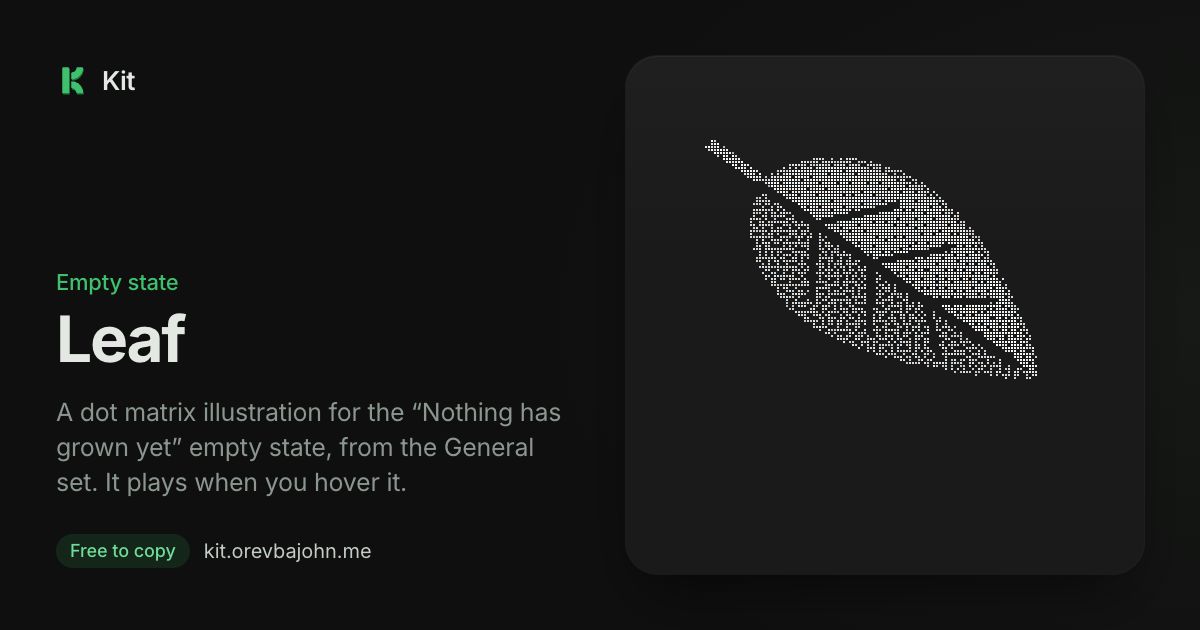 Kit
Empty state
Leaf
A dot matrix illustration for the “Nothing has
grown yet” empty state, from the General
set. It plays when you hover it.
Free to copy
kit.orevbajohn.me